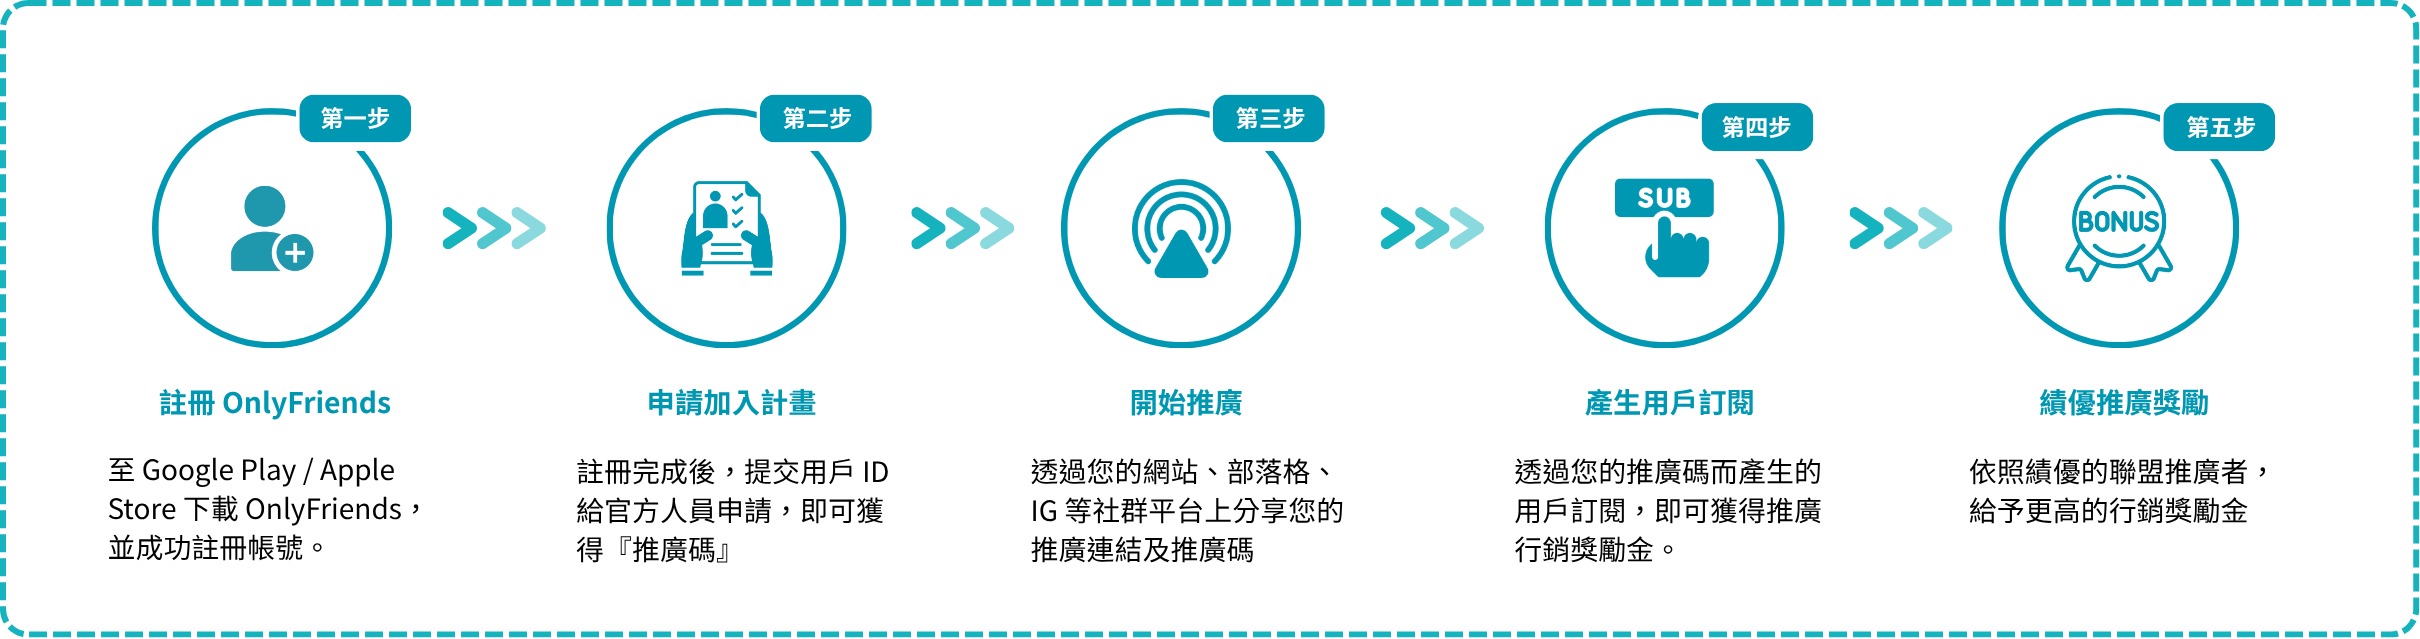 第一步
註冊 OnlyFriends
至 Google Play / Apple
Store 下載 OnlyFriends，
並成功註冊帳號。
第二步
申請加入計畫
註冊完成後，提交用戶 ID
給官方人員申請，即可獲
得『推廣碼』
第三步
開始推廣
透過您的網站、部落格、
IG 等社群平台上分享您的
推廣連結及推廣碼
第四步
SUB
產生用戶訂閱
透過您的推廣碼而產生的
用戶訂閱，即可獲得推廣
行銷獎勵金。
第五步
BONUS
績優推廣獎勵
依照績優的聯盟推廣者，
給予更高的行銷獎勵金